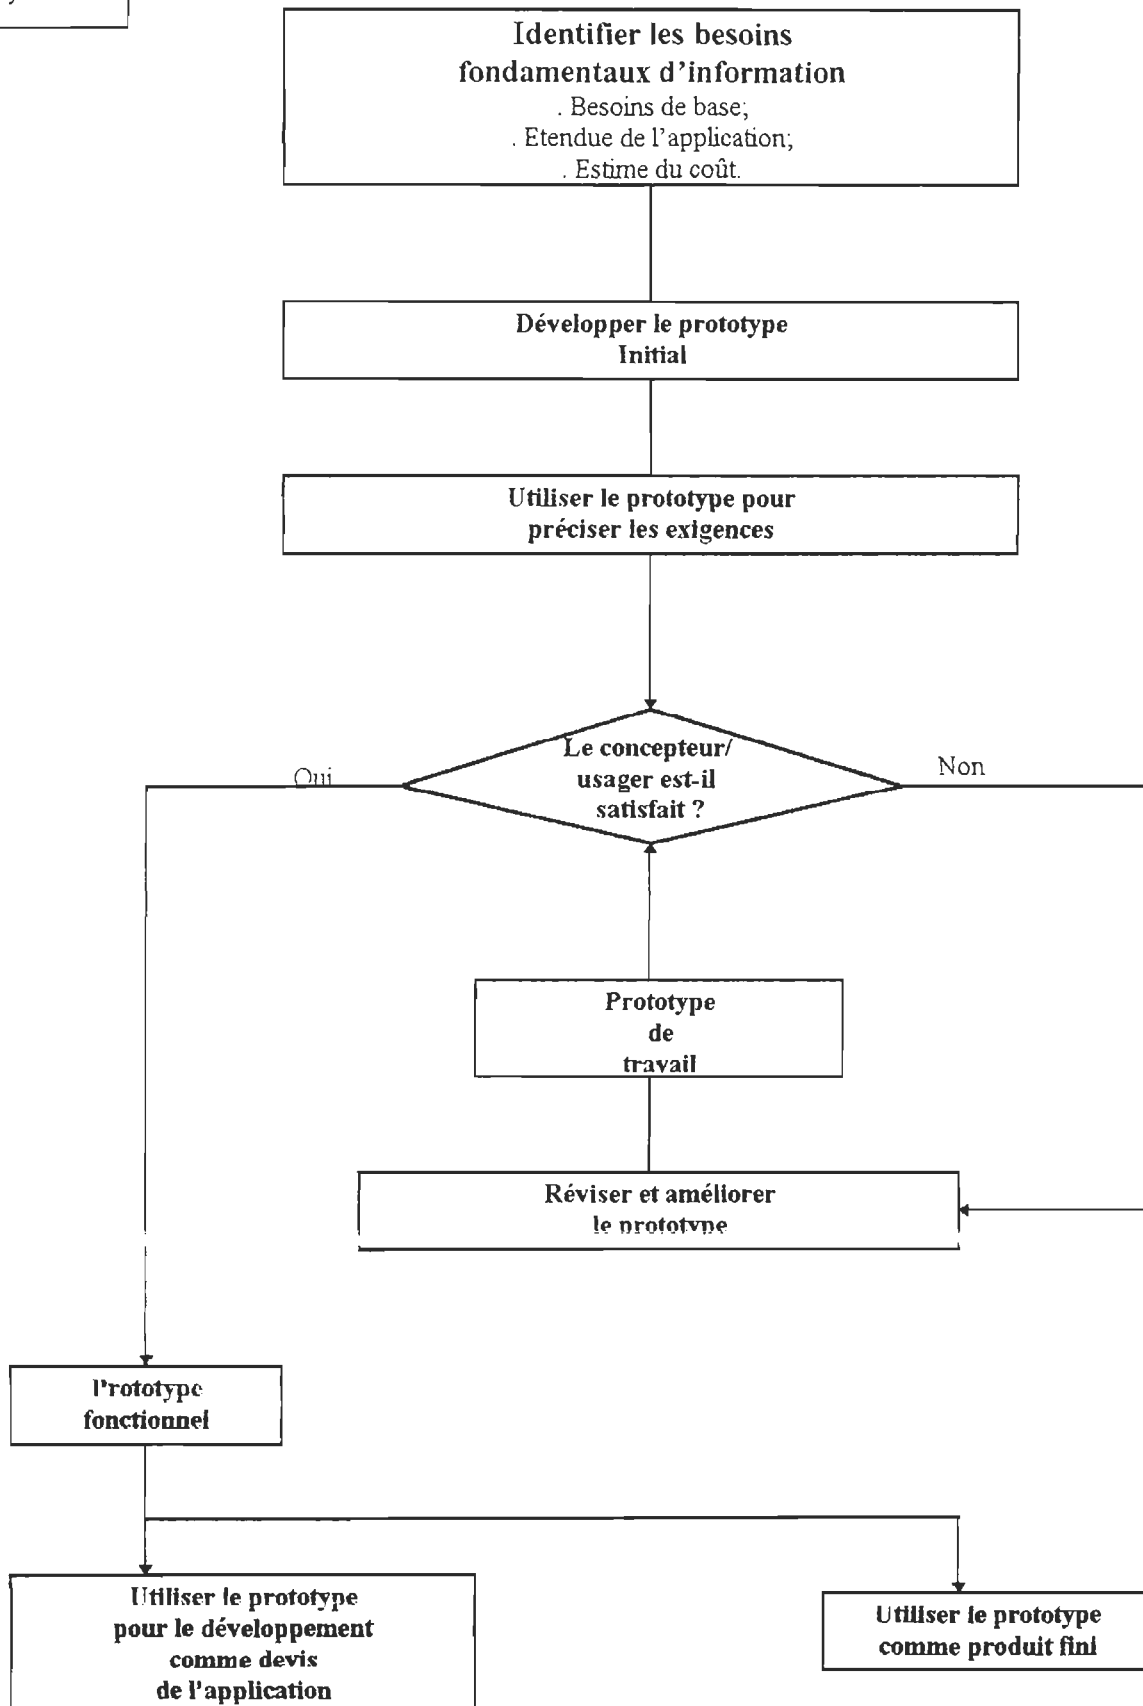 Identifier les besoins
fondamentaux d'information
. Besoins de base;
. Etendue de l'application;
. Estime du coût.
Développer le prototype
Initial
Utiliser le prototype pour
préciser les exigences
Le concepteur/
usager est-il
satisfait ?
Oui
Non
Prototype
de
travail
Réviser et améliorer
le prototype
Prototype
fonctionnel
Utiliser le prototype
pour le développement
comme devis
de l'application
Utiliser le prototype
comme produit fini